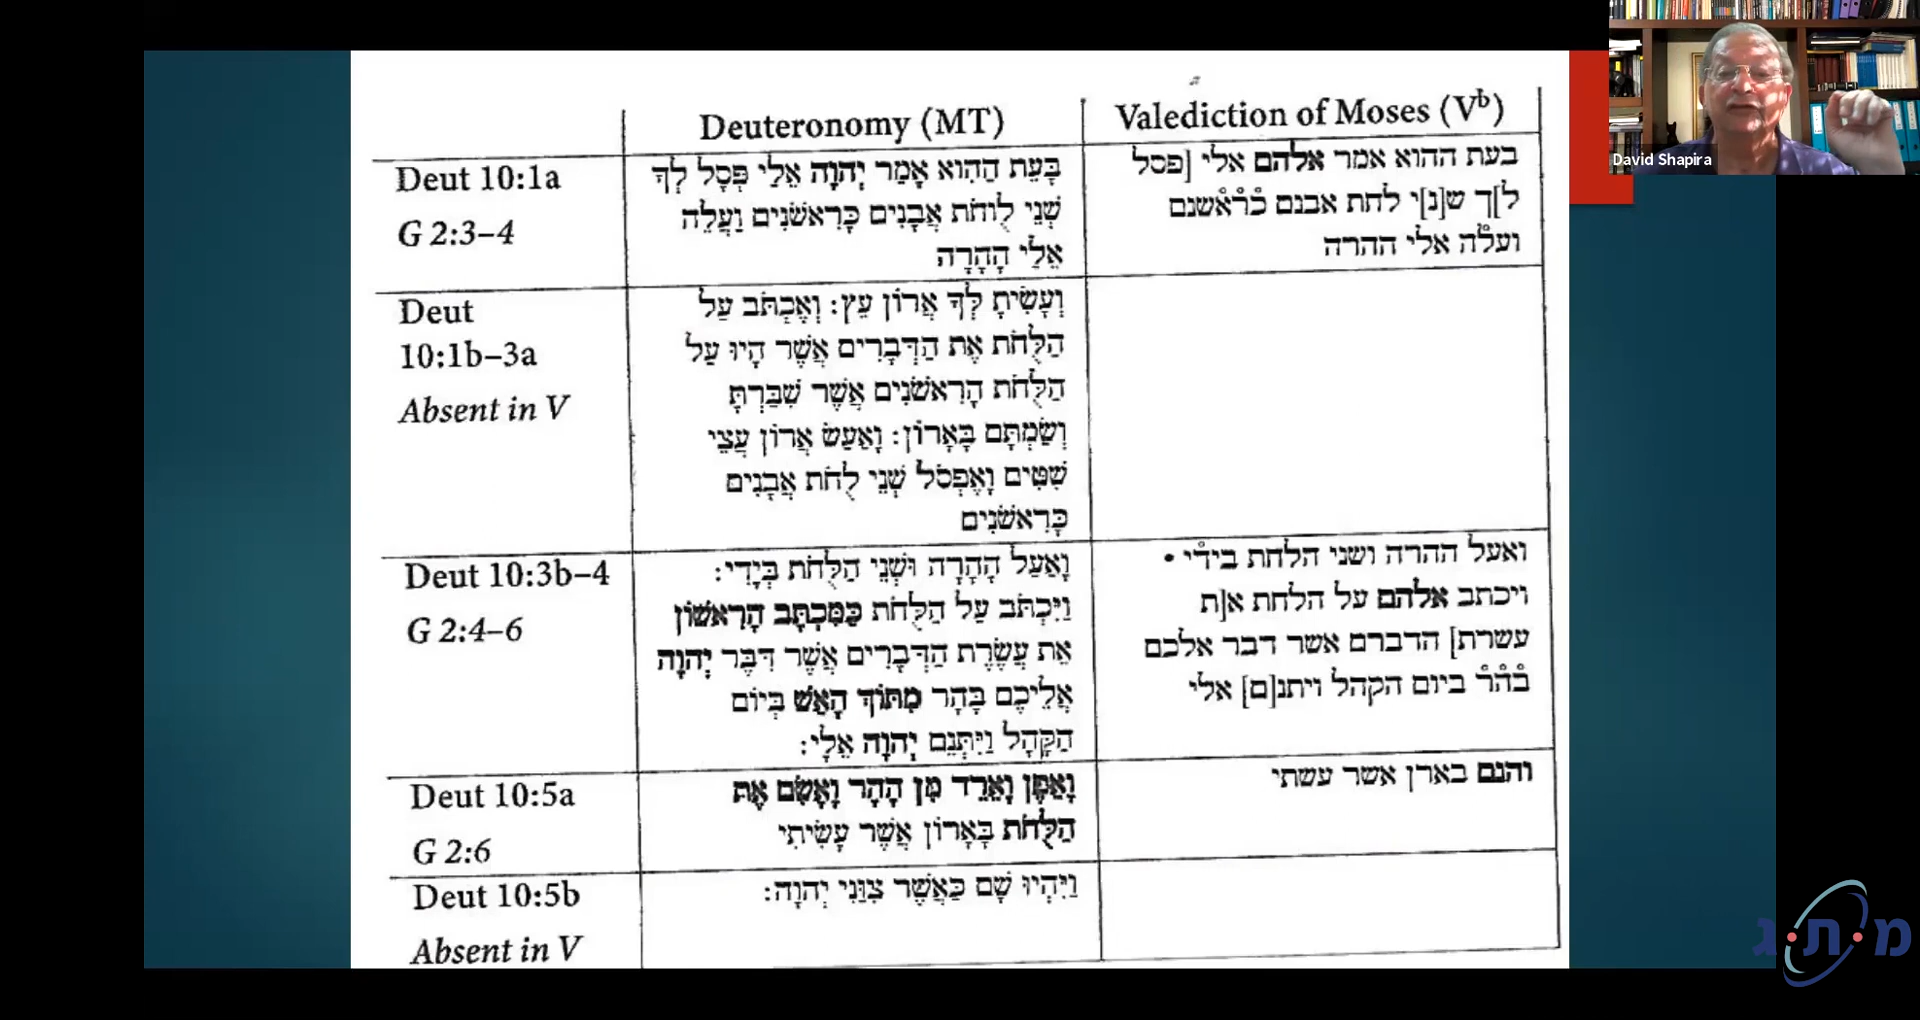 Deuteronomy (MT)
Valediction of Moses (Vᵇ)
Deut 10:1a
G 2:3–4
בָּעֵת הַהִוא אָמַר יְהוָה אֵלַי פְּסָל לְךָ
שְׁנֵי לֻוחֹת אֲבָנִים כָּרִאשֹׁנִים וַעֲלֵה
אֵלַי הָהָרָה
בעת ההוא אמר אלהם אלי [פסל
ל]ך ש[נ]י לחת אבנם כ̊ר̊א̊שנם
ועל̊ה אלי ההרה
Deut
10:1b–3a
Absent in V
וְעָשִׂיתָ לְּךָ אֲרוֹן עֵץ: וְאֶכְתֹּב עַל
הַלֻּחֹת אֶת הַדְּבָרִים אֲשֶׁר הָיוּ עַל
הַלֻּחֹת הָרִאשֹׁנִים אֲשֶׁר שִׁבַּרְתָּ
וְשַׂמְתָּם בָּאָרוֹן: וָאַעַשׂ אֲרוֹן עֲצֵי
שִׁטִּים וָאֶפְסֹל שְׁנֵי לֻחֹת אֲבָנִים
כָּרִאשֹׁנִים
Deut 10:3b–4
G 2:4–6
וָאַעַל הָהָרָה וּשְׁנֵי הַלֻּחֹת בְּיָדִי:
וַיִּכְתֹּב עַל הַלֻּחֹת כַּמִּכְתָּב הָרִאשׁוֹן
אֵת עֲשֶׂרֶת הַדְּבָרִים אֲשֶׁר דִּבֶּר יְהוָה
אֲלֵיכֶם בָּהָר מִתּוֹךְ הָאֵשׁ בְּיוֹם
הַקָּהָל וַיִּתְּנֵם יְהוָה אֵלָי:
ואעל ההרה ושני הלחת ביד̊י •
ויכתב אלהם על הלחת א[ת
עשרת] הדברם אשר דבר אלכם
ב̊ה̊ר̊ ביום הקהל ויתנ[ם] אלי
Deut 10:5a
G 2:6
וָאֵפֶן וָאֵרֵד מִן הָהָר וָאָשִׂם אֶת
הַלֻּחֹת בָּאָרוֹן אֲשֶׁר עָשִׂיתִי
והנם בארן אשר עשתי
Deut 10:5b
Absent in V
וַיִּהְיוּ שָׁם כַּאֲשֶׁר צִוַּנִי יְהוָה:
David Shapira
מ.ת.ג